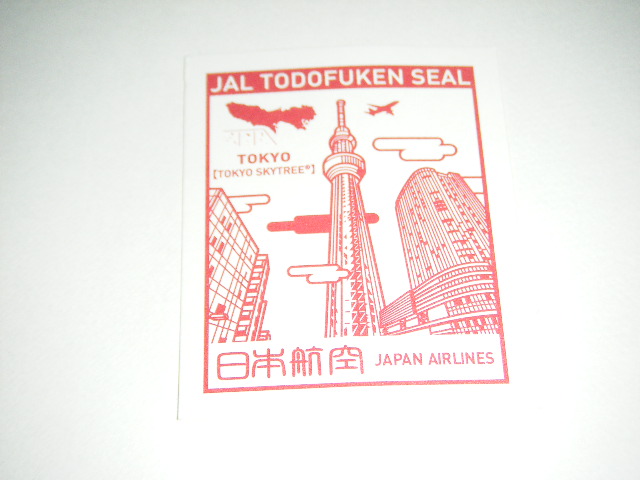 JAL TODOFUKEN SEAL
TOKYO
[TOKYO SKYTREE®]
日本航空 JAPAN AIRLINES